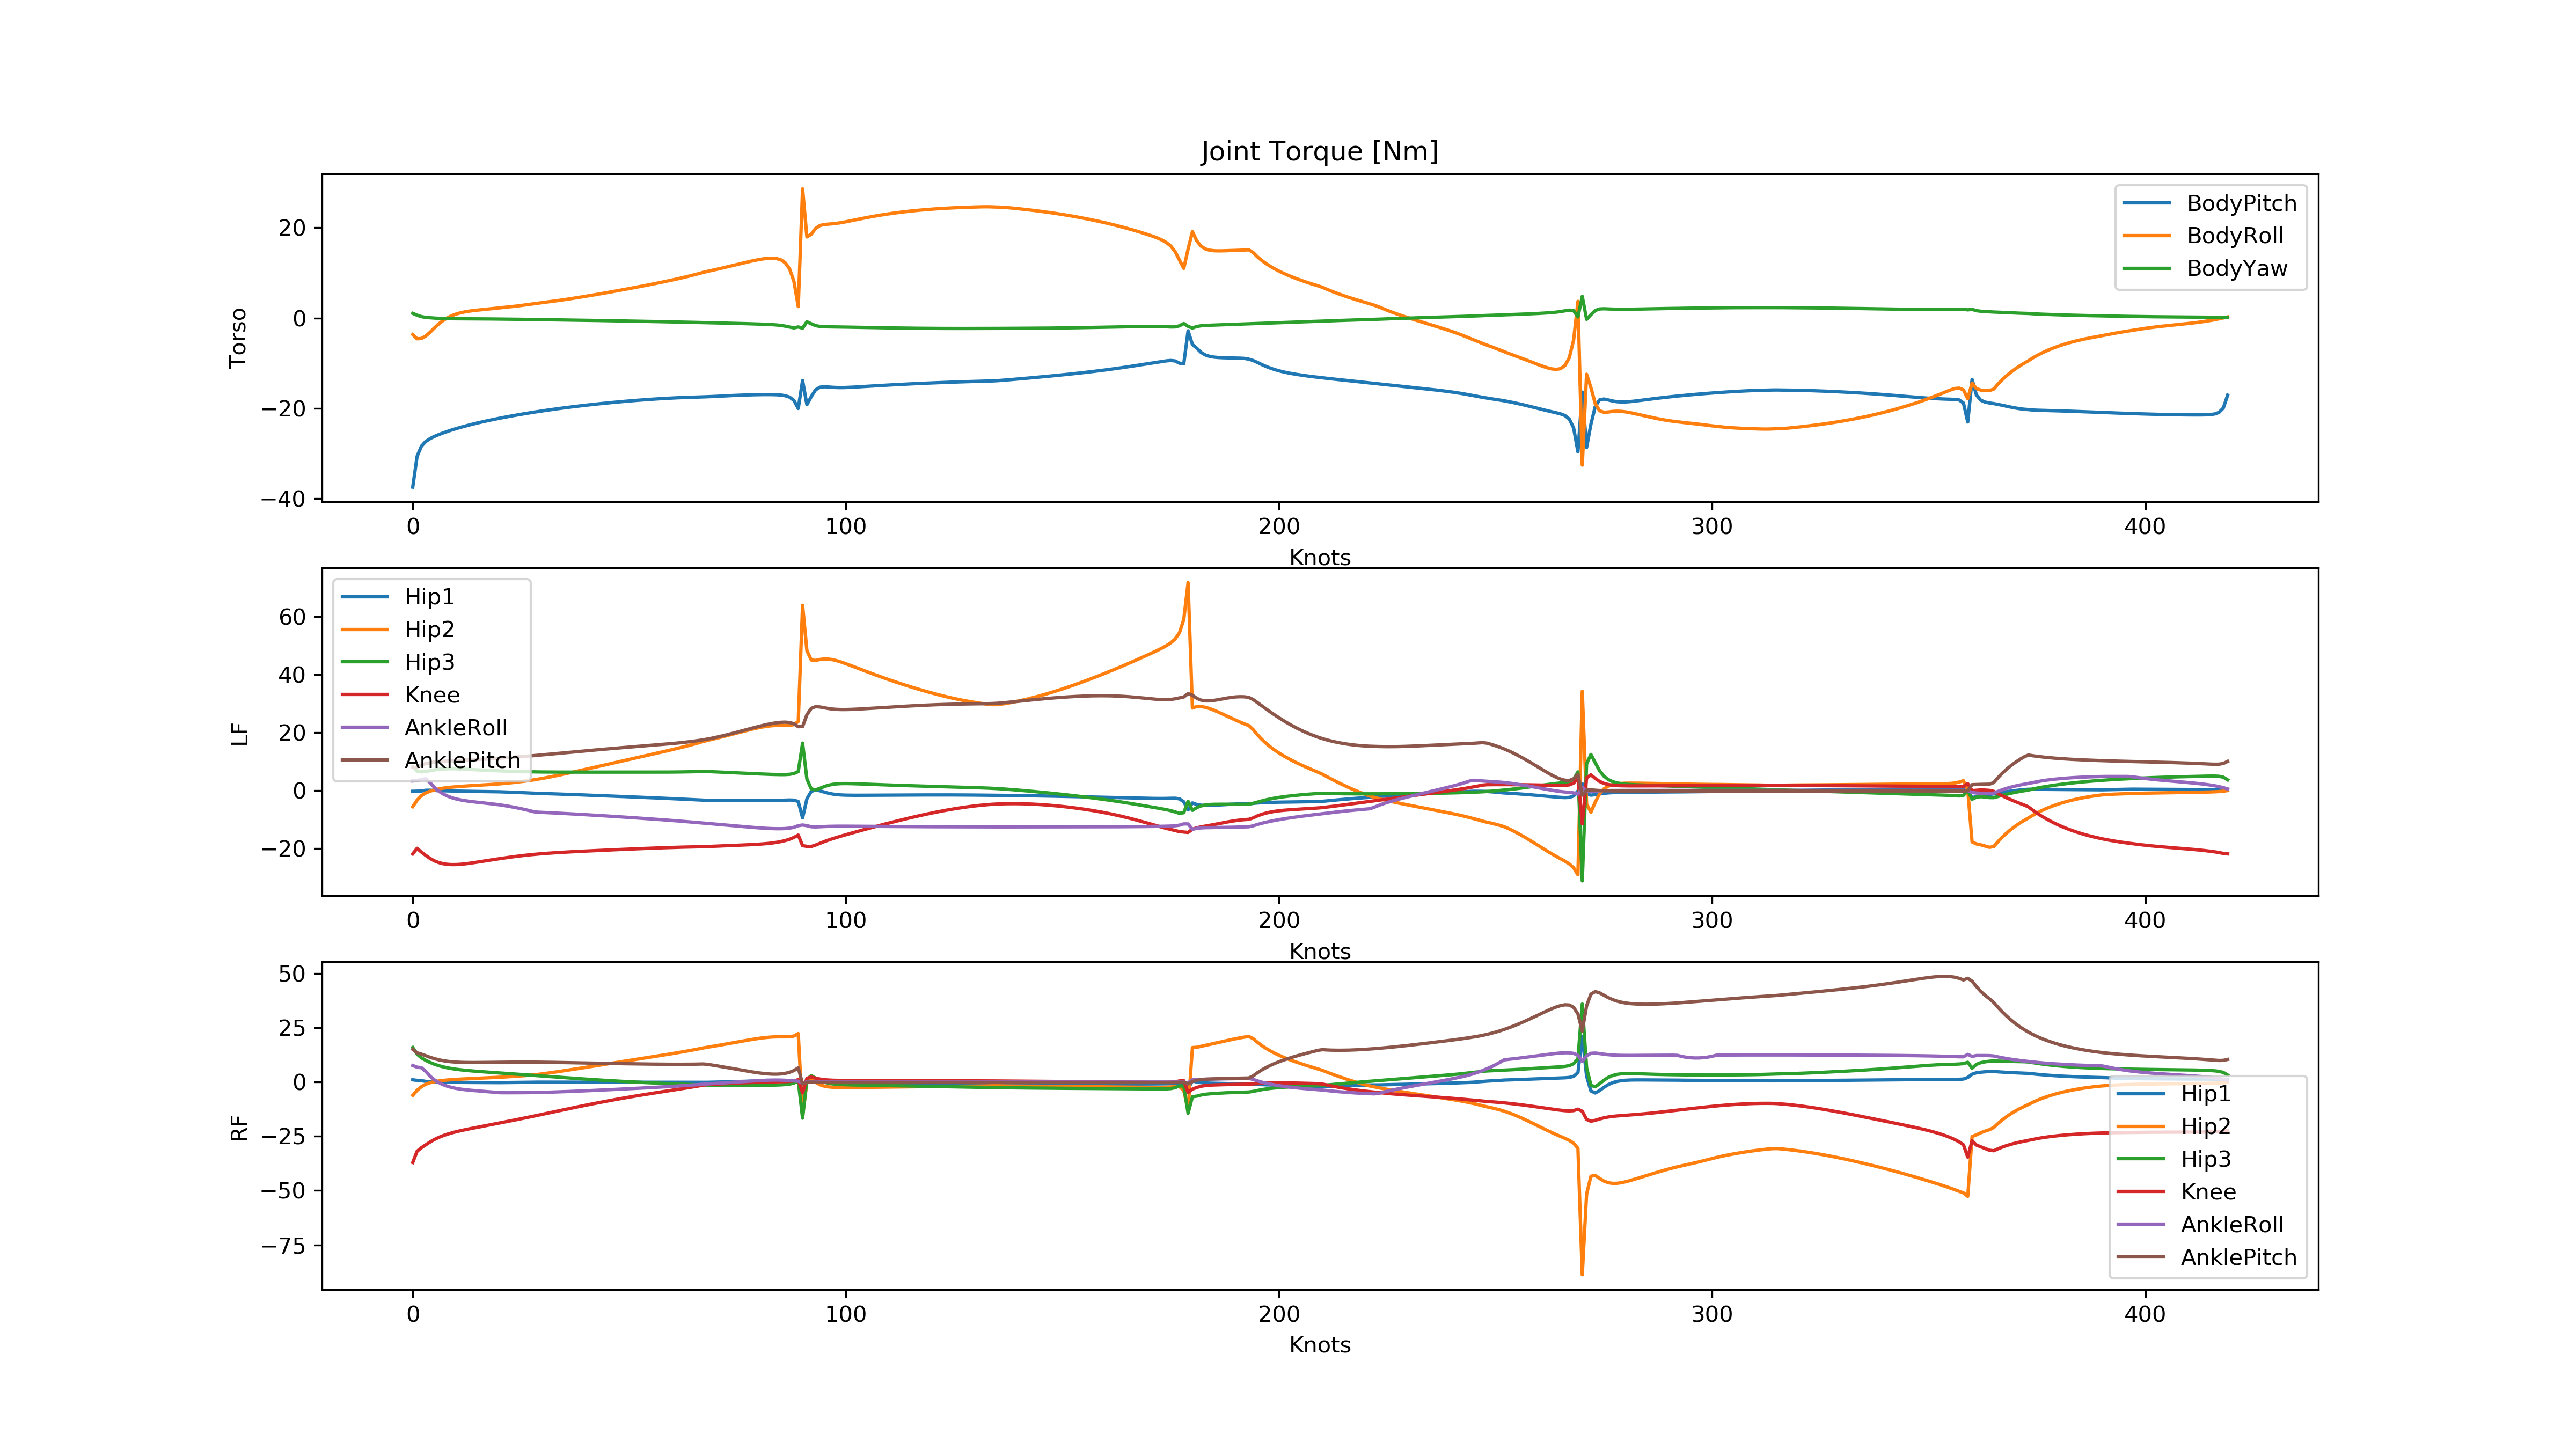 Joint Torque [Nm]
Torso
20
0
−20
−40
BodyPitch
BodyRoll
BodyYaw
0
100
200
300
400
Knots
LF
60
40
20
0
−20
Hip1
Hip2
Hip3
Knee
AnkleRoll
AnklePitch
0
100
200
300
400
Knots
RF
50
25
0
−25
−50
−75
Hip1
Hip2
Hip3
Knee
AnkleRoll
AnklePitch
0
100
200
300
400
Knots